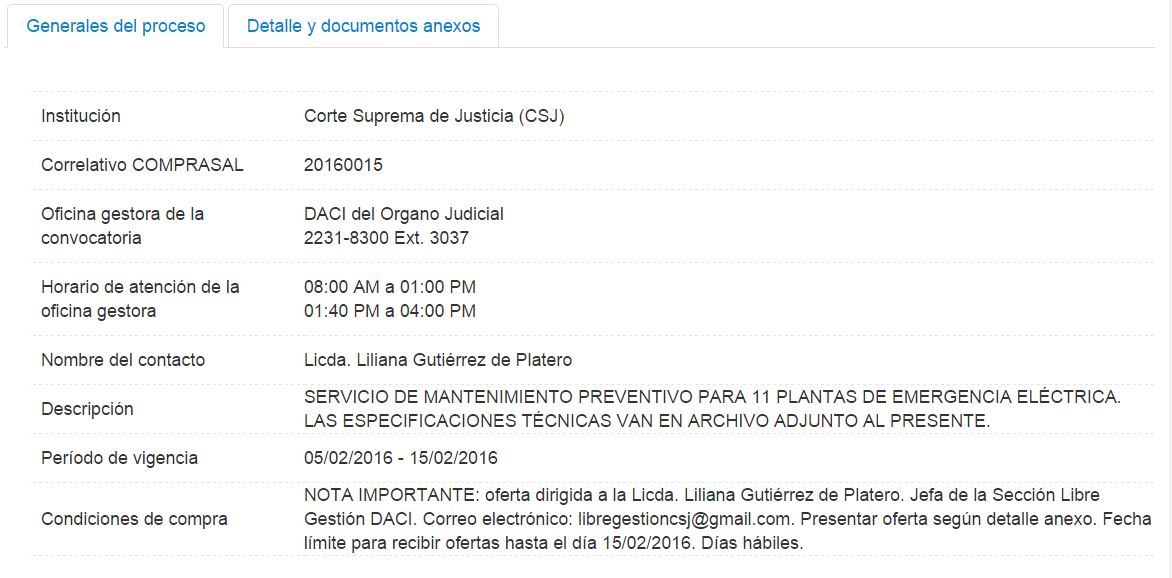 Generales del proceso
Detalle y documentos anexos
Institución
Corte Suprema de Justicia (CSJ)
Correlativo COMPRASAL
20160015
Oficina gestora de la
convocatoria
DACI del Organo Judicial
2231-8300 Ext. 3037
Horario de atención de la
oficina gestora
08:00 AM a 01:00 PM
01:40 PM a 04:00 PM
Nombre del contacto
Licda. Liliana Gutiérrez de Platero
Descripción
SERVICIO DE MANTENIMIENTO PREVENTIVO PARA 11 PLANTAS DE EMERGENCIA ELÉCTRICA.
LAS ESPECIFICACIONES TÉCNICAS VAN EN ARCHIVO ADJUNTO AL PRESENTE.
Período de vigencia
05/02/2016 - 15/02/2016
Condiciones de compra
NOTA IMPORTANTE: oferta dirigida a la Licda. Liliana Gutiérrez de Platero. Jefa de la Sección Libre
Gestión DACI. Correo electrónico: libregestioncsj@gmail.com. Presentar oferta según detalle anexo. Fecha
límite para recibir ofertas hasta el día 15/02/2016. Días hábiles.